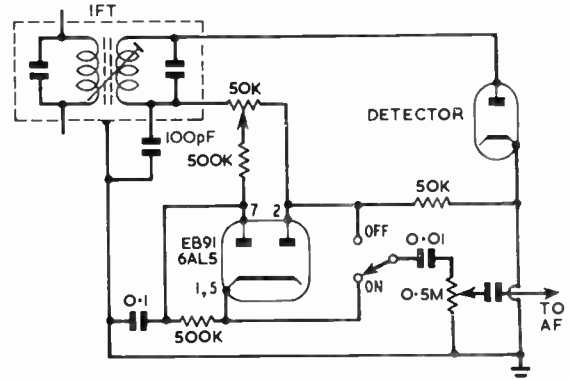 IFT
50K
DETECTOR
100pF
500K
50K
7 2
OFF
EB91
6AL5
0·01
ON
0·5M
1,5
0·1
500K
TO
AF